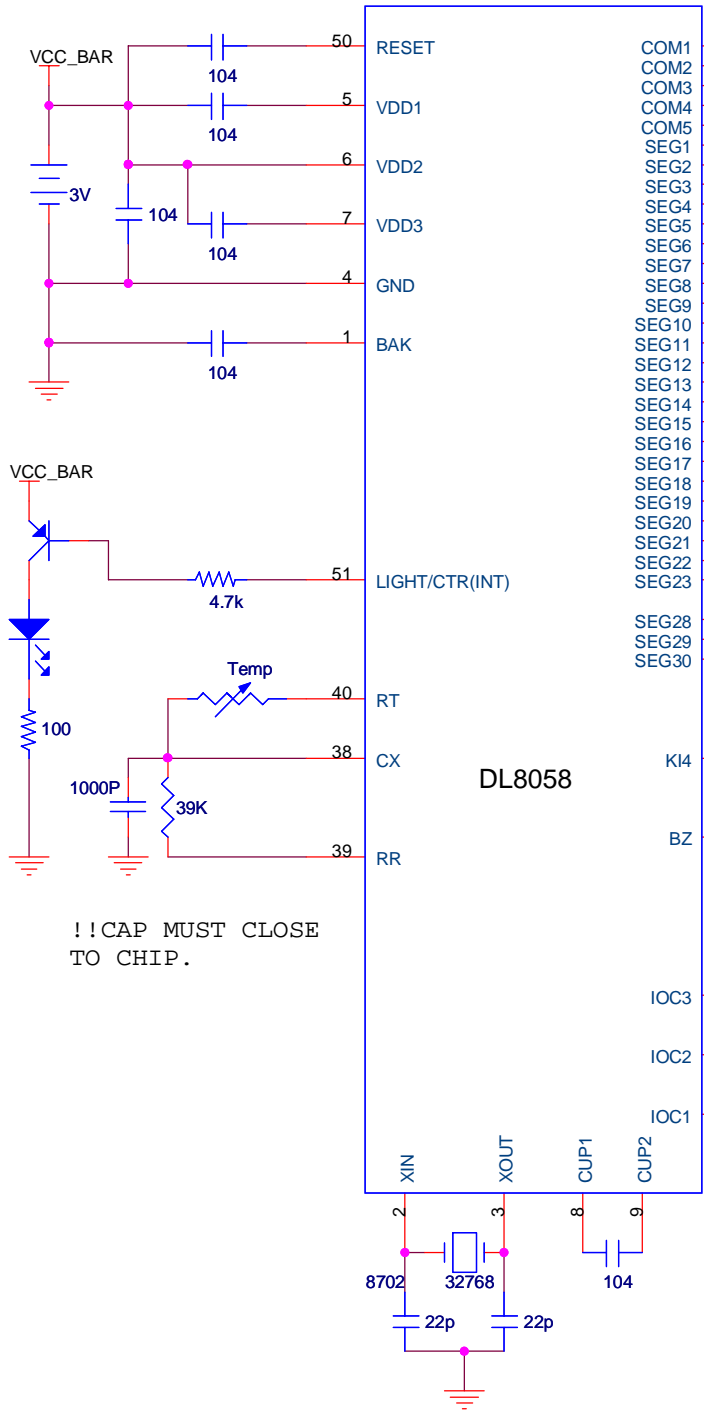 VCC_BAR
3V
104
104
104
104
104
50 RESET
5 VDD1
6 VDD2
7 VDD3
4 GND
1 BAK
VCC_BAR
4.7k
51 LIGHT/CTR(INT)
100
Temp
40 RT
38 CX
1000P
39K
39 RR
!!CAP MUST CLOSE
TO CHIP.
DL8058
COM1
COM2
COM3
COM4
COM5
SEG1
SEG2
SEG3
SEG4
SEG5
SEG6
SEG7
SEG8
SEG9
SEG10
SEG11
SEG12
SEG13
SEG14
SEG15
SEG16
SEG17
SEG18
SEG19
SEG20
SEG21
SEG22
SEG23
SEG28
SEG29
SEG30
KI4
BZ
IOC3
IOC2
IOC1
XIN
XOUT
CUP1
CUP2
2
3
8
9
8702
32768
104
22p
22p